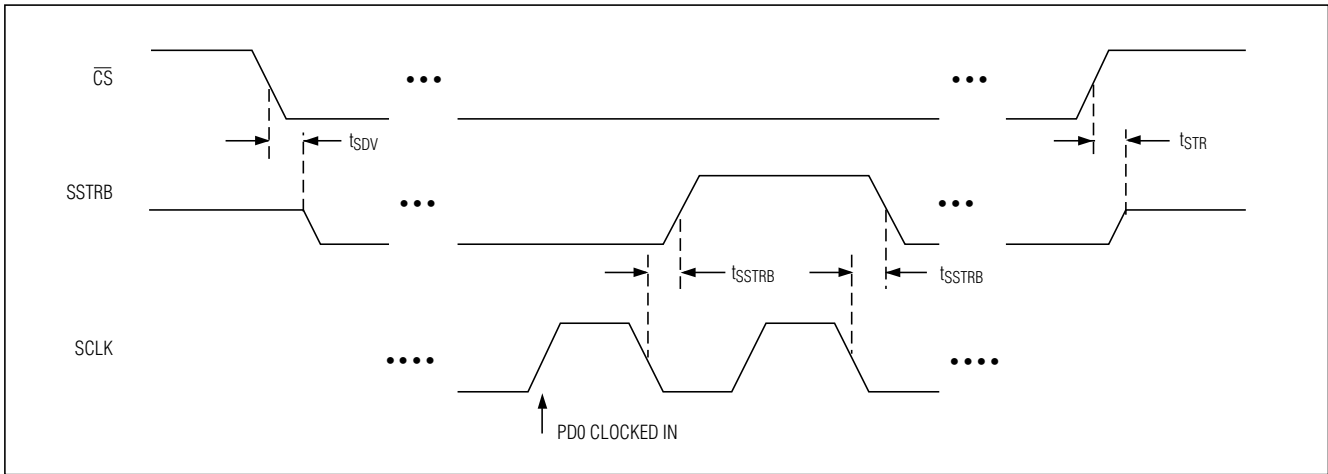 CS
tSDV
tSTR
SSTRB
tSSTRB
tSSTRB
SCLK
PD0 CLOCKED IN